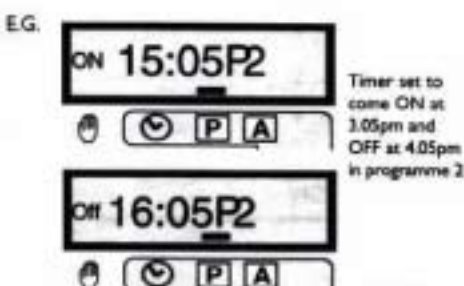 E.G.
ON 15:05P2
P A
Timer set to
come ON at
3.05pm and
OFF at 4.05pm
in programme 2
Off 16:05P2
P A